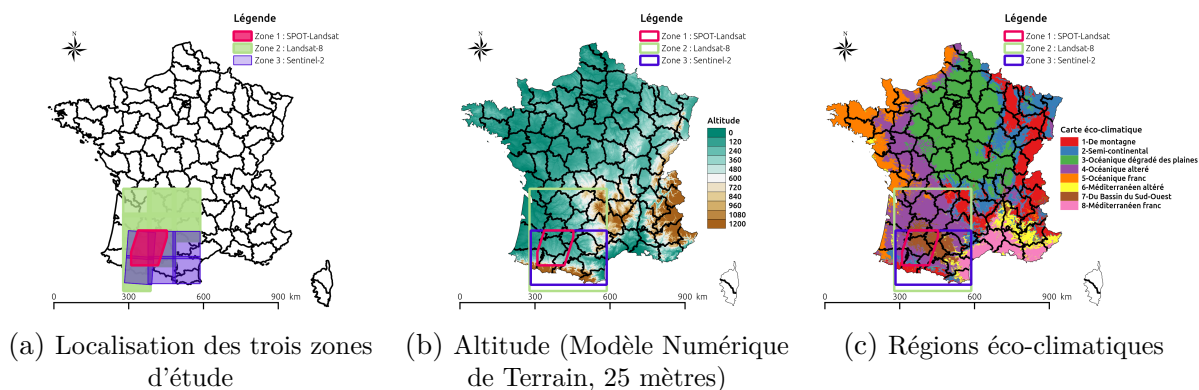 Légende
Zone 1 : SPOT-Landsat
Zone 2 : Landsat-8
Zone 3 : Sentinel-2
0
300
600
900
km
(a) Localisation des trois zones
d'étude
Légende
Zone 1 : SPOT-Landsat
Zone 2 : Landsat-8
Zone 3 : Sentinel-2
Altitude
0
120
240
360
480
600
720
840
960
1080
1200
0
300
600
900
km
(b) Altitude (Modèle Numérique
de Terrain, 25 mètres)
Légende
Zone 1 : SPOT-Landsat
Zone 2 : Landsat-8
Zone 3 : Sentinel-2
Carte éco-climatique
1-De montagne
2-Semi-continental
3-Océanique dégradé des plaines
4-Océanique altéré
5-Océanique franc
6-Méditerranéen altéré
7-Du Bassin du Sud-Ouest
8-Méditerranéen franc
0
300
600
900
km
(c) Régions éco-climatiques